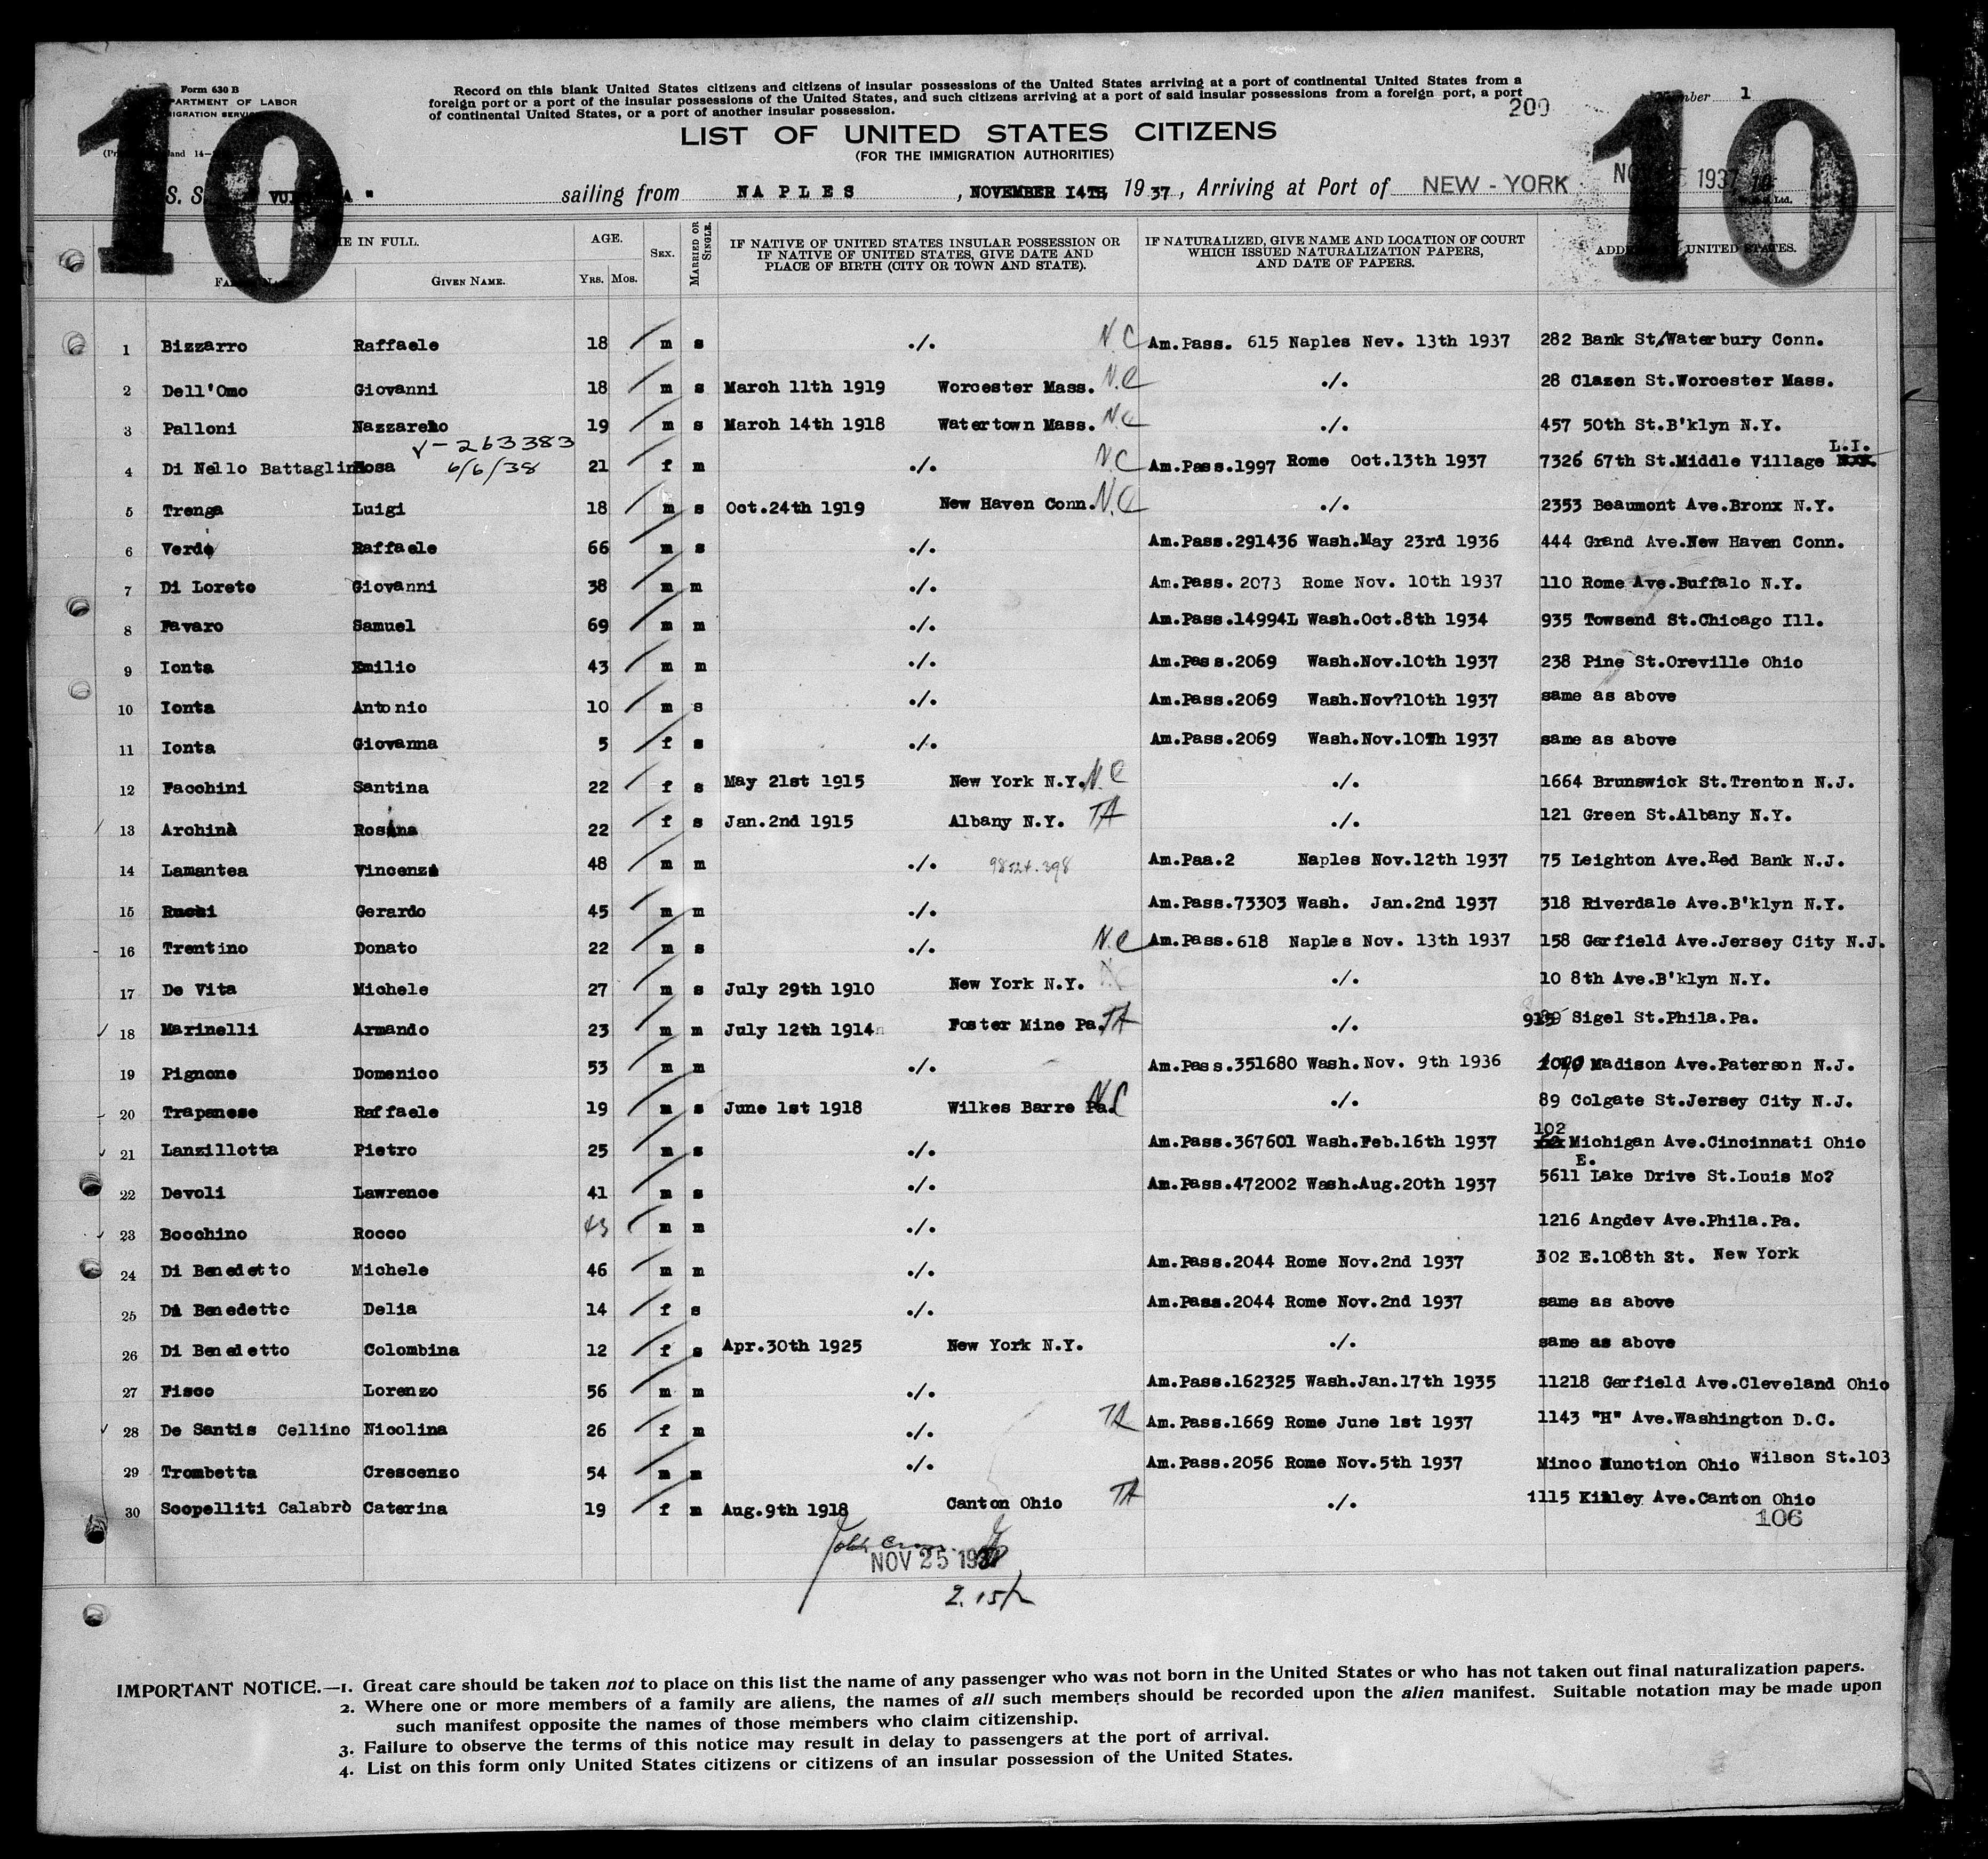 10
10
Form 630 B
PARTMENT OF LABOR
MIGRATION SERVICE
Record on this blank United States citizens and citizens of insular possessions of the United States arriving at a port of continental United States from a
foreign port or a port of the insular possessions of the United States, and such citizens arriving at a port of said insular possessions from a foreign port, a port
of continental United States, or a port of another insular possession.
200
Number 1
LIST OF UNITED STATES CITIZENS
(FOR THE IMMIGRATION AUTHORITIES)
S. S. " VUL A " sailing from NAPLES , NOVEMBER 14TH, 1937, Arriving at Port of NEW - YORK 1937
NAME IN FULL. AGE. SEX. MARRIED OR SINGLE. IF NATIVE OF UNITED STATES INSULAR POSSESSION OR IF NATIVE OF UNITED STATES, GIVE DATE AND PLACE OF BIRTH (CITY OR TOWN AND STATE). IF NATURALIZED, GIVE NAME AND LOCATION OF COURT WHICH ISSUED NATURALIZATION PAPERS, AND DATE OF PAPERS. ADDRESS UNITED STATES.
FAMILY NAME GIVEN NAME. YRS. MOS.
1 Bizzarro Raffaele 18 m s ./. N.C Am.Pass. 615 Naples Nev. 13th 1937 282 Bank St/Waterbury Conn.
2 Dell'Omo Giovanni 18 m s March 11th 1919 Worcester Mass. N.C ./. 28 Clazen St.Worcester Mass.
3 Palloni Nazzareno 19 m s March 14th 1918 Watertown Mass. N.C ./. 457 50th St.B'klyn N.Y.
V-263383
4 Di Nello Battaglin Rosa 6/6/38 21 f m ./. N.C Am.Pass.1997 Rome Oct.13th 1937 7326 67th St.Middle Village L.I.
5 Trenga Luigi 18 m s Oct.24th 1919 New Haven Conn. N.C ./. 2353 Beaumont Ave.Bronx N.Y.
6 Verde Raffaele 66 m s ./. Am.Pass.291436 Wash.May 23rd 1936 444 Grand Ave.New Haven Conn.
7 Di Loreto Giovanni 38 m m ./. Am.Pass. 2073 Rome Nov. 10th 1937 110 Rome Ave.Buffalo N.Y.
8 Favaro Samuel 69 m m ./. Am.Pass.14994L Wash.Oct.8th 1934 935 Towsend St.Chicago Ill.
9 Ionta Emilio 43 m m ./. Am.Pass.2069 Wash.Nov.10th 1937 238 Pine St.Oreville Ohio
10 Ionta Antonio 10 m s ./. Am.Pass.2069 Wash.Nov?10th 1937 same as above
11 Ionta Giovanna 5 f s ./. Am.Pass.2069 Wash.Nov.10th 1937 same as above
12 Facchini Santina 22 f s May 21st 1915 New York N.Y. N.C ./. 1664 Brunswick St.Trenton N.J.
13 Archinà Rosina 22 f s Jan.2nd 1915 Albany N.Y. TA ./. 121 Green St.Albany N.Y.
14 Lamantea Vincenzo 48 m m ./. Am.Paa.2 Naples Nov.12th 1937 75 Leighton Ave.Red Bank N.J.
15 Gerardo 45 m m ./. Am.Pass.73303 Wash. Jan.2nd 1937 318 Riverdale Ave.B'klyn N.Y.
16 Trentino Donato 22 m s ./. N.C Am.Pass.618 Naples Nov. 13th 1937 158 Garfield Ave.Jersey City N.J.
17 De Vita Michele 27 m s July 29th 1910 New York N.Y. N.C ./. 10 8th Ave.B'klyn N.Y.
18 Marinelli Armando 23 m m July 12th 1914 Foster Mine Pa. TA ./. Sigel St.Phila.Pa.
19 Pignone Domenico 53 m m ./. Am.Pass.351680 Wash.Nov. 9th 1936 Madison Ave.Paterson N.J.
20 Trapanese Raffaele 19 m s June 1st 1918 Wilkes Barre Pa. N.C ./. 89 Colgate St.Jersey City N.J.
21 Lanzillotta Pietro 25 m s ./. Am.Pass.367601 Wash.Feb.16th 1937 102 Michigan Ave.Cincinnati Ohio
22 Devoli Lawrence 41 m s ./. Am.Pass.472002 Wash.Aug.20th 1937 5611 E. Lake Drive St.Louis Mo?
23 Bocchino Rocco 43 m m ./. 1216 Angdev Ave.Phila.Pa.
24 Di Benedetto Michele 46 m m ./. Am.Pass.2044 Rome Nov.2nd 1937 302 E.108th St. New York
25 Di Benedetto Delia 14 f s ./. Am.Pass.2044 Rome Nov.2nd 1937 same as above
26 Di Benedetto Colombina 12 f s Apr.30th 1925 New York N.Y. ./. same as above
27 Fisco Lorenzo 56 m m ./. Am.Pass.162325 Wash.Jan.17th 1935 11218 Garfield Ave.Cleveland Ohio
28 De Santis Cellino Nicolina 26 f m ./. TA Am.Pass.1669 Rome June 1st 1937 1143 "H" Ave.Washington D.C.
29 Trombetta Crescenzo 54 m m ./. Am.Pass.2056 Rome Nov.5th 1937 Minco Nunction Ohio Wilson St.103
30 Scopelliti Calabrò Caterina 19 f m Aug.9th 1918 Canton Ohio TA ./. 1115 Ave.Canton Ohio
106
NOV 25 1937
IMPORTANT NOTICE.—1. Great care should be taken not to place on this list the name of any passenger who was not born in the United States or who has not taken out final naturalization papers.
2. Where one or more members of a family are aliens, the names of all such members should be recorded upon the alien manifest. Suitable notation may be made upon
such manifest opposite the names of those members who claim citizenship.
3. Failure to observe the terms of this notice may result in delay to passengers at the port of arrival.
4. List on this form only United States citizens or citizens of an insular possession of the United States.